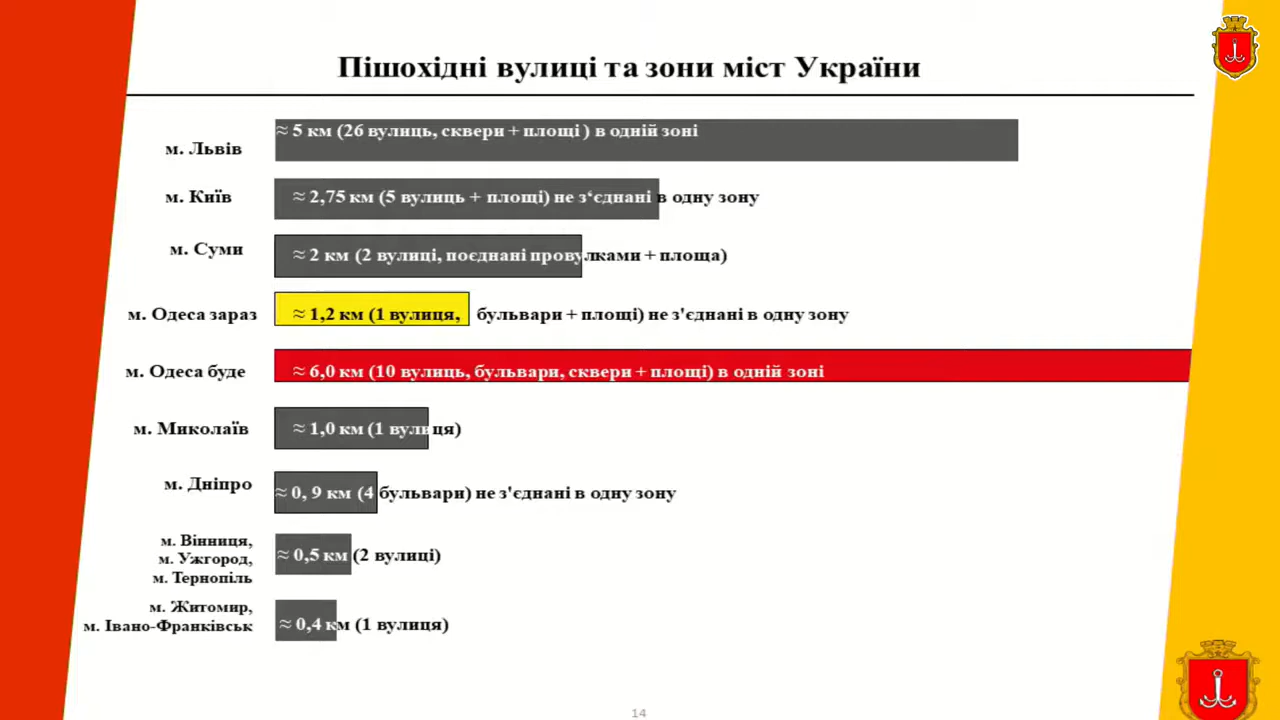 Пішохідні вулиці та зони міст України
м. Львів
≈ 5 км (26 вулиць, сквери + площі ) в одній зоні
м. Київ
≈ 2,75 км (5 вулиць + площі) не з‘єднані в одну зону
м. Суми
≈ 2 км (2 вулиці, поєднані провулками + площа)
м. Одеса зараз
≈ 1,2 км (1 вулиця, бульвари + площі) не з'єднані в одну зону
м. Одеса буде
≈ 6,0 км (10 вулиць, бульвари, сквери + площі) в одній зоні
м. Миколаїв
≈ 1,0 км (1 вулиця)
м. Дніпро
≈ 0, 9 км (4 бульвари) не з'єднані в одну зону
м. Вінниця,
м. Ужгород,
м. Тернопіль
≈ 0,5 км (2 вулиці)
м. Житомир,
м. Івано-Франківськ
≈ 0,4 км (1 вулиця)
14